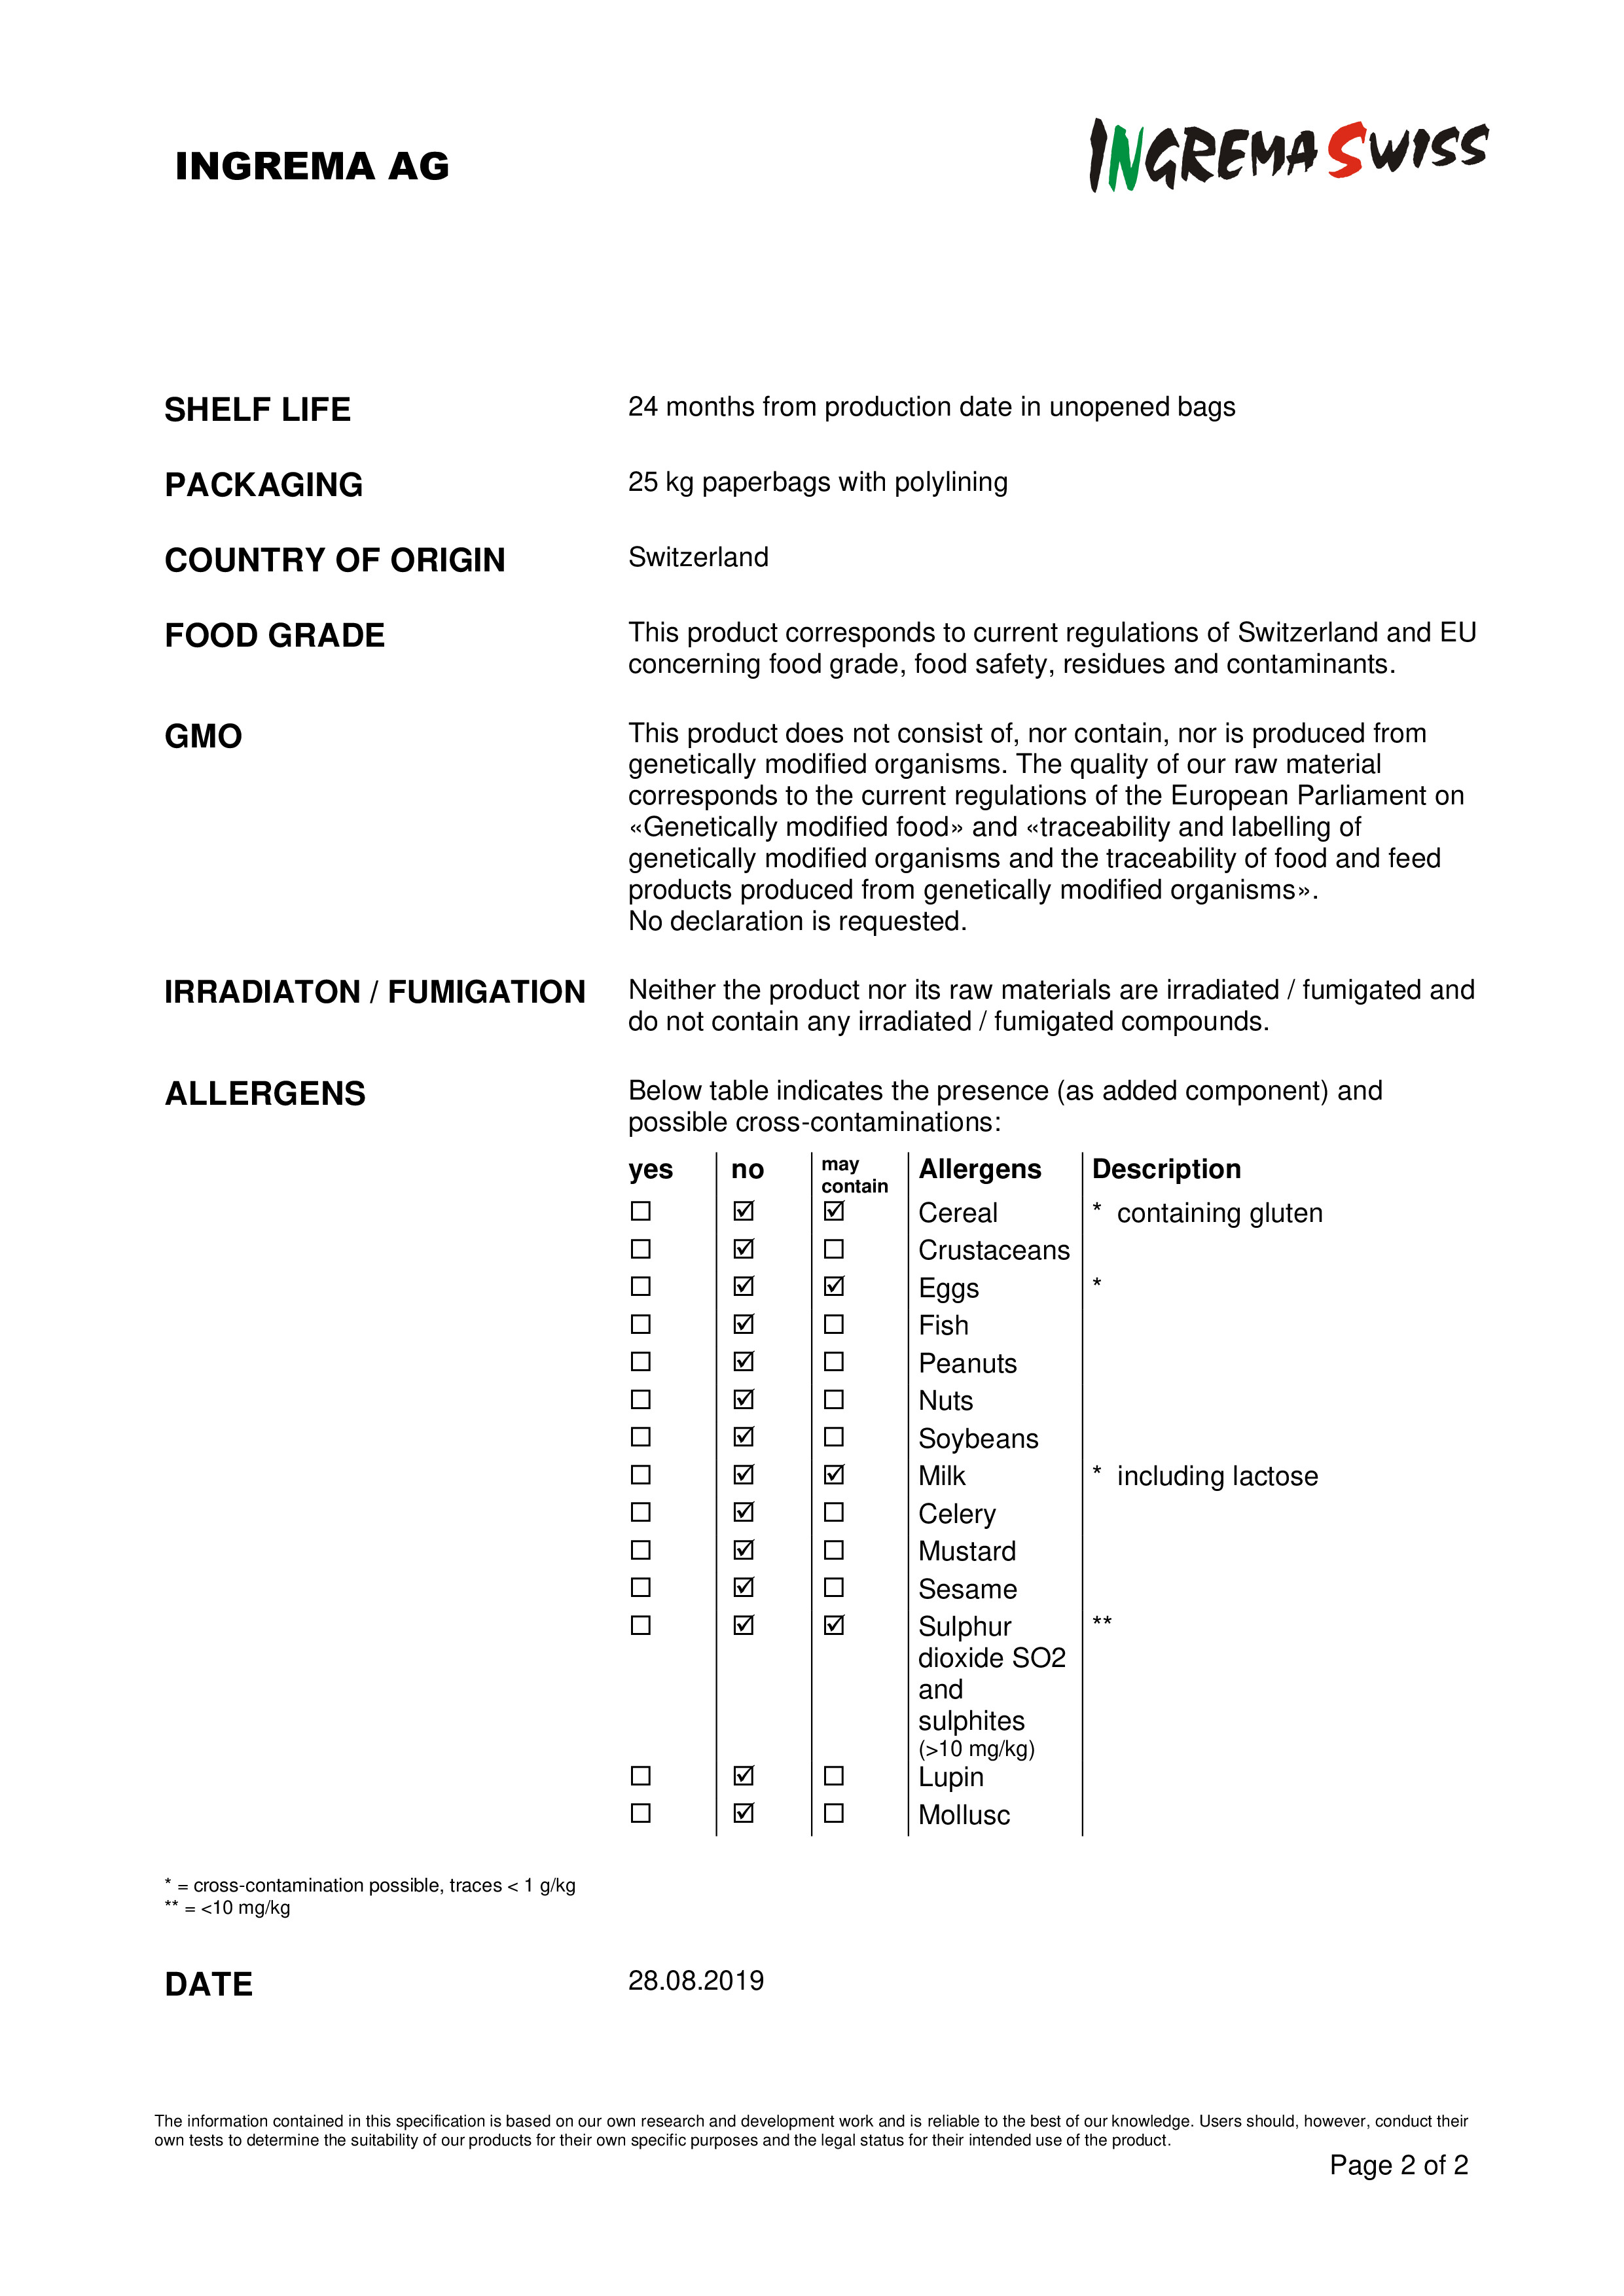 INGREMA AG
INGREMA SWISS
SHELF LIFE 24 months from production date in unopened bags
PACKAGING 25 kg paperbags with polylining
COUNTRY OF ORIGIN Switzerland
FOOD GRADE This product corresponds to current regulations of Switzerland and EU
concerning food grade, food safety, residues and contaminants.
GMO This product does not consist of, nor contain, nor is produced from
genetically modified organisms. The quality of our raw material
corresponds to the current regulations of the European Parliament on
«Genetically modified food» and «traceability and labelling of
genetically modified organisms and the traceability of food and feed
products produced from genetically modified organisms».
No declaration is requested.
IRRADIATON / FUMIGATION Neither the product nor its raw materials are irradiated / fumigated and
do not contain any irradiated / fumigated compounds.
ALLERGENS Below table indicates the presence (as added component) and
possible cross-contaminations:
yes no may contain Allergens Description
☐ ☑ ☑ Cereal * containing gluten
☐ ☑ ☐ Crustaceans
☐ ☑ ☑ Eggs *
☐ ☑ ☐ Fish
☐ ☑ ☐ Peanuts
☐ ☑ ☐ Nuts
☐ ☑ ☐ Soybeans
☐ ☑ ☑ Milk * including lactose
☐ ☑ ☐ Celery
☐ ☑ ☐ Mustard
☐ ☑ ☐ Sesame
☐ ☑ ☑ Sulphur **
dioxide SO2
and
sulphites
(>10 mg/kg)
☐ ☑ ☐ Lupin
☐ ☑ ☐ Mollusc
* = cross-contamination possible, traces < 1 g/kg
** = <10 mg/kg
DATE 28.08.2019
The information contained in this specification is based on our own research and development work and is reliable to the best of our knowledge. Users should, however, conduct their
own tests to determine the suitability of our products for their own specific purposes and the legal status for their intended use of the product.
Page 2 of 2